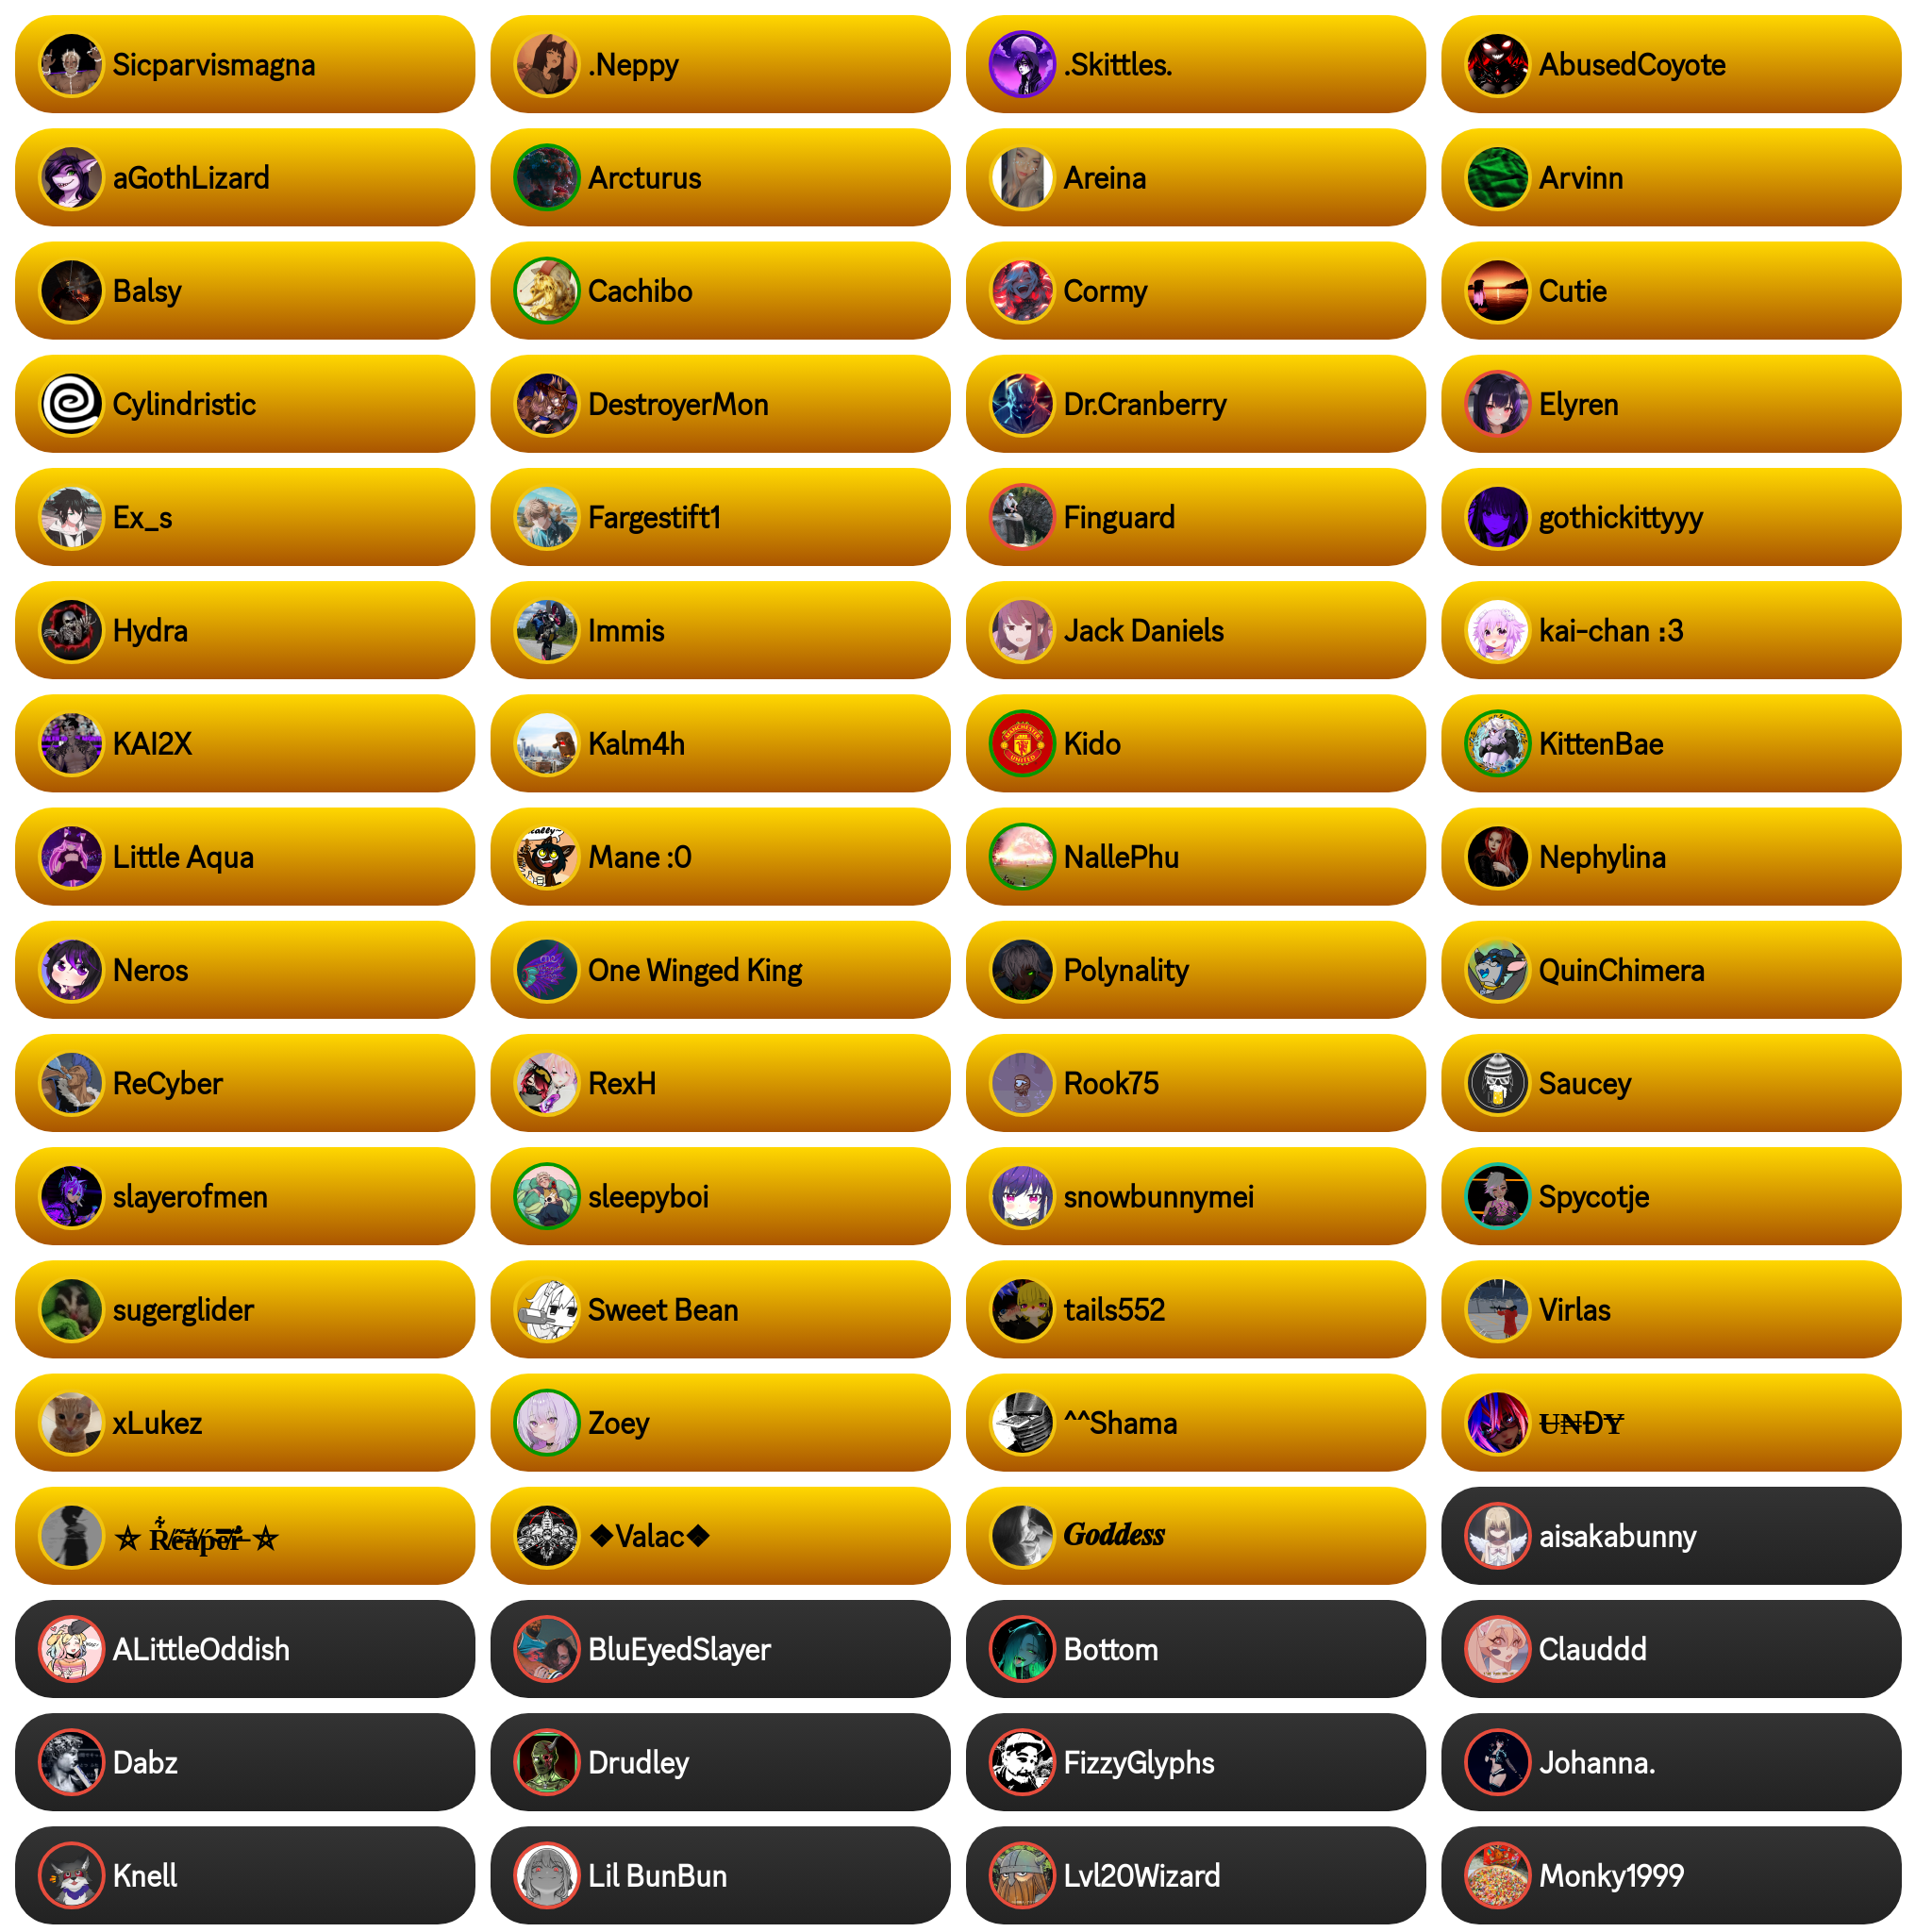 Sicparvismagna
.Neppy
.Skittles.
AbusedCoyote
aGothLizard
Arcturus
Areina
Arvinn
Balsy
Cachibo
Cormy
Cutie
Cylindristic
DestroyerMon
Dr.Cranberry
Elyren
Ex_s
Fargestift1
Finguard
gothickittyyy
Hydra
Immis
Jack Daniels
kai-chan :3
KAI2X
Kalm4h
MANCHESTER
UNITED
Kido
KittenBae
Little Aqua
Mane :0
NallePhu
Nephylina
Neros
One Winged King
Polynality
QuinChimera
ReCyber
RexH
Rook75
Saucey
slayerofmen
sleepyboi
snowbunnymei
Spycotje
sugerglider
Sweet Bean
tails552
Virlas
xLukez
Zoey
^^Shama
U̶N̶ĐY̶
⛤ Reaper ⛤
◆Valac◆
𝑮𝒐𝒅𝒅𝒆𝒔𝒔
aisakabunny
ALittleOddish
BluEyedSlayer
Bottom
Clauddd
Dabz
Drudley
FizzyGlyphs
Johanna.
Knell
Lil BunBun
Lvl20Wizard
Monky1999